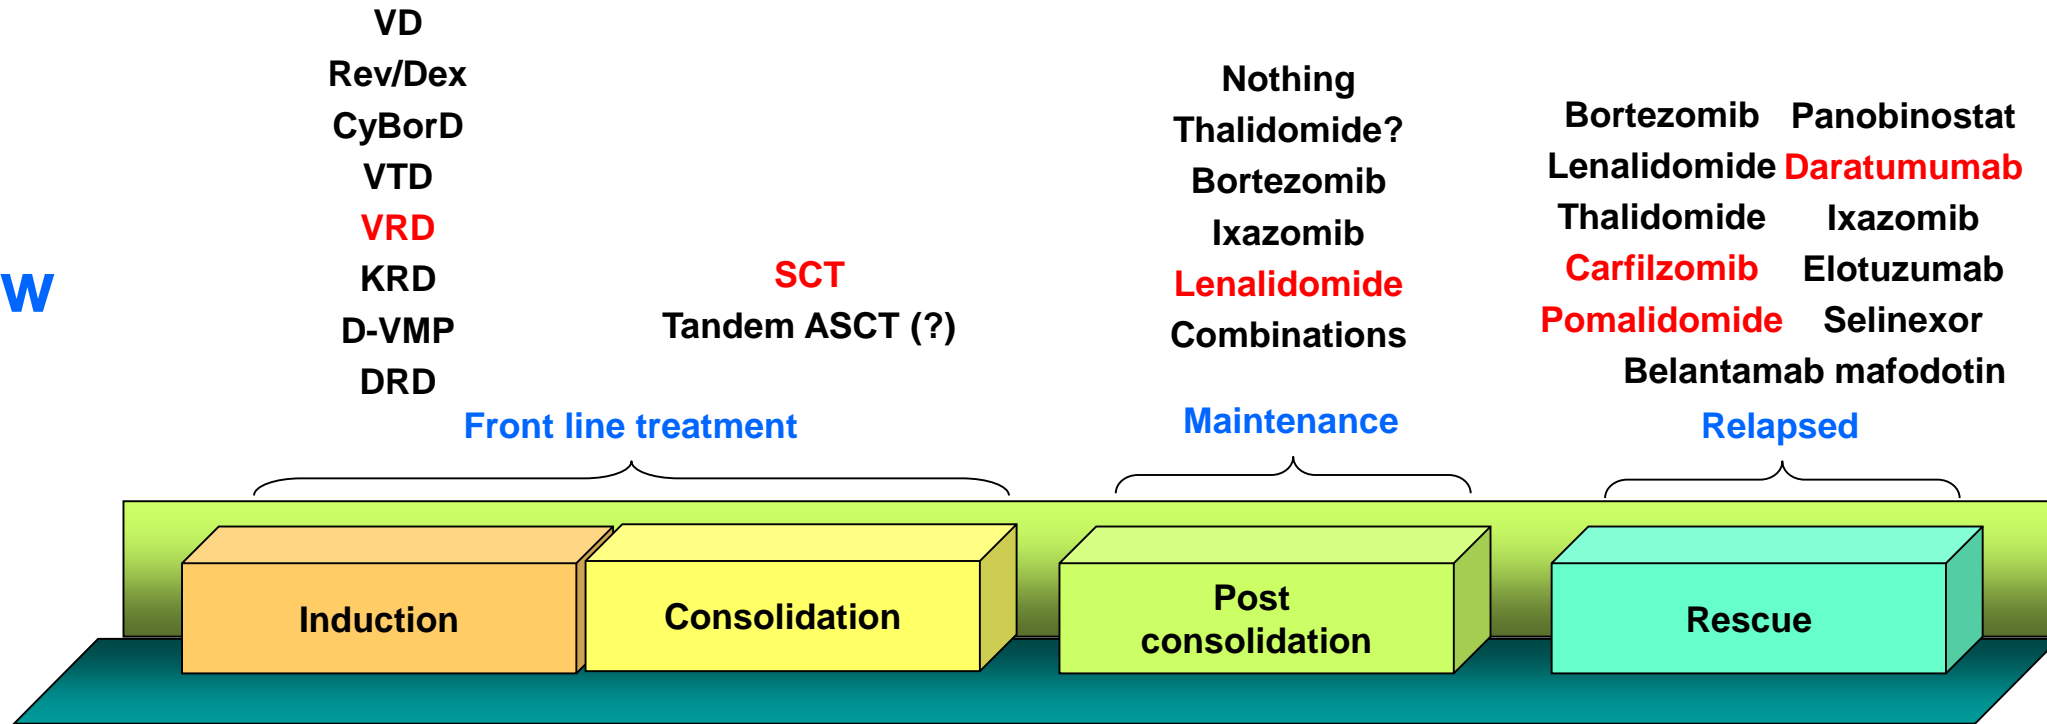 VD
Rev/Dex
CyBorD
VTD
VRD
KRD
D-VMP
DRD
SCT
Tandem ASCT (?)
Front line treatment
Nothing
Thalidomide?
Bortezomib
Ixazomib
Lenalidomide
Combinations
Maintenance
Bortezomib Panobinostat
Lenalidomide Daratumumab
Thalidomide Ixazomib
Carfilzomib Elotuzumab
Pomalidomide Selinexor
Belantamab mafodotin
Relapsed
w
Induction
Consolidation
Post
consolidation
Rescue